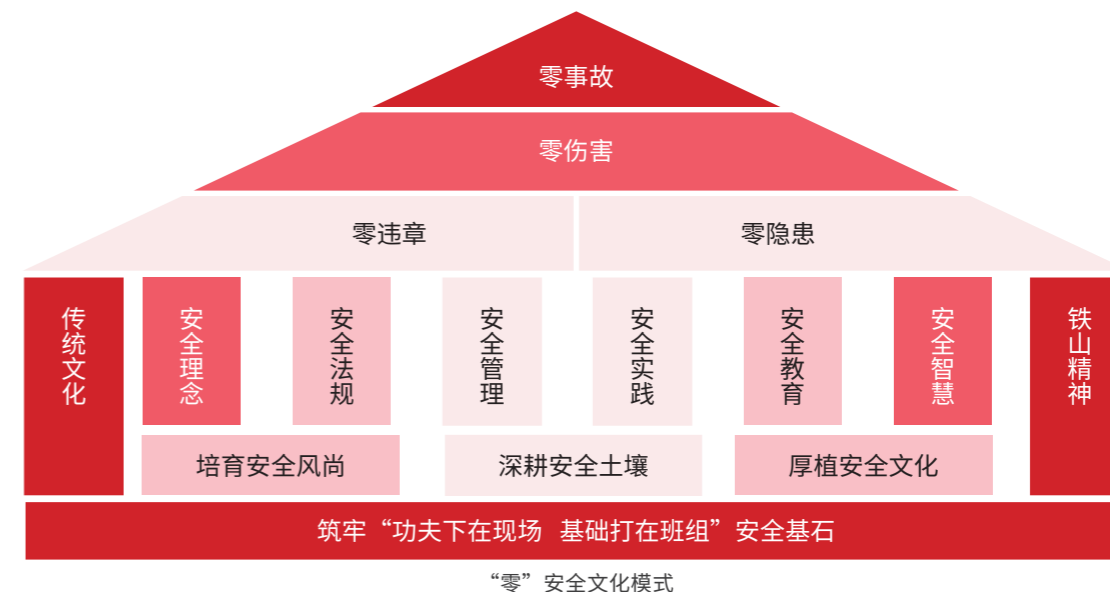 零事故
零伤害
零违章
零隐患
传统文化
安全理念
安全法规
安全管理
安全实践
安全教育
安全智慧
铁山精神
培育安全风尚
深耕安全土壤
厚植安全文化
筑牢“功夫下在现场 基础打在班组”安全基石
“零”安全文化模式